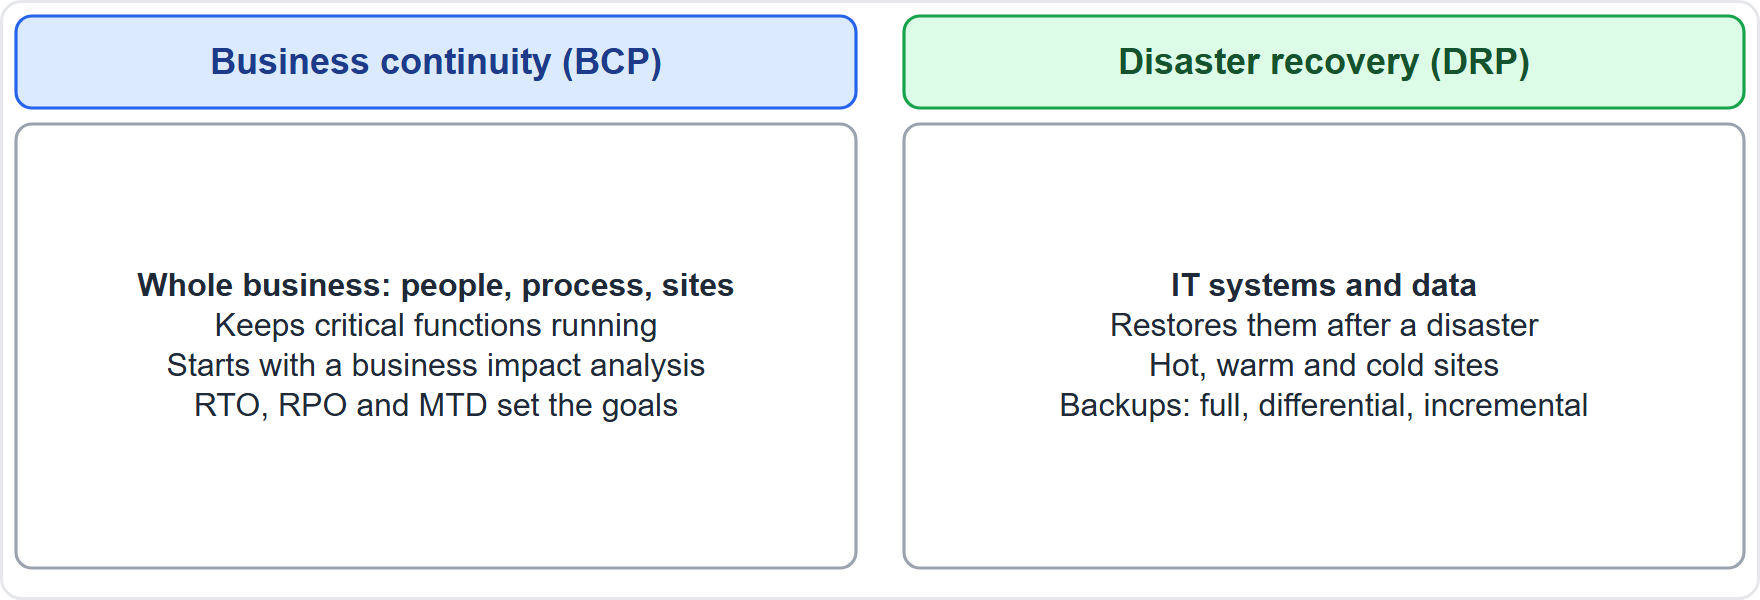 Business continuity (BCP)
Whole business: people, process, sites
Keeps critical functions running
Starts with a business impact analysis
RTO, RPO and MTD set the goals
Disaster recovery (DRP)
IT systems and data
Restores them after a disaster
Hot, warm and cold sites
Backups: full, differential, incremental